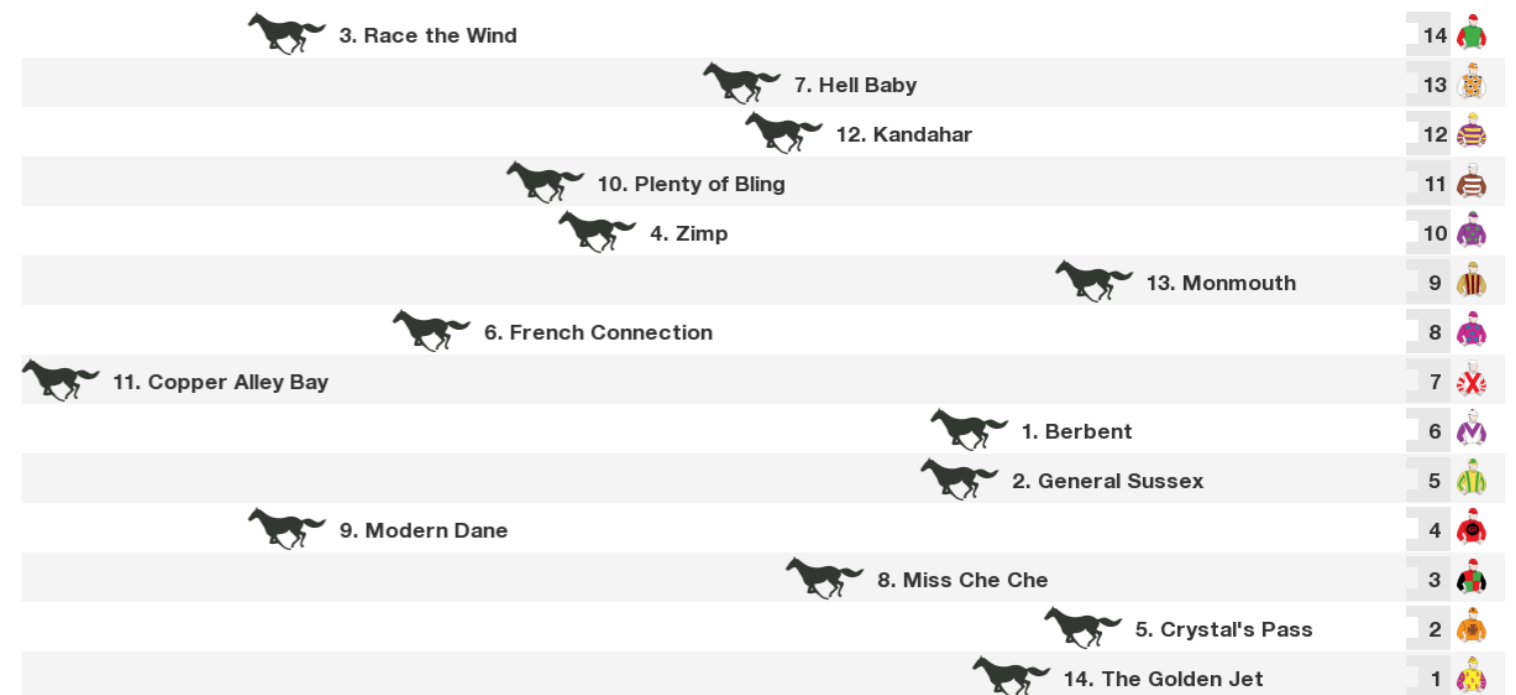 3. Race the Wind 14
7. Hell Baby 13
12. Kandahar 12
10. Plenty of Bling 11
4. Zimp 10
13. Monmouth 9
6. French Connection 8
11. Copper Alley Bay 7
1. Berbent 6
2. General Sussex 5
9. Modern Dane 4
8. Miss Che Che 3
5. Crystal's Pass 2
14. The Golden Jet 1